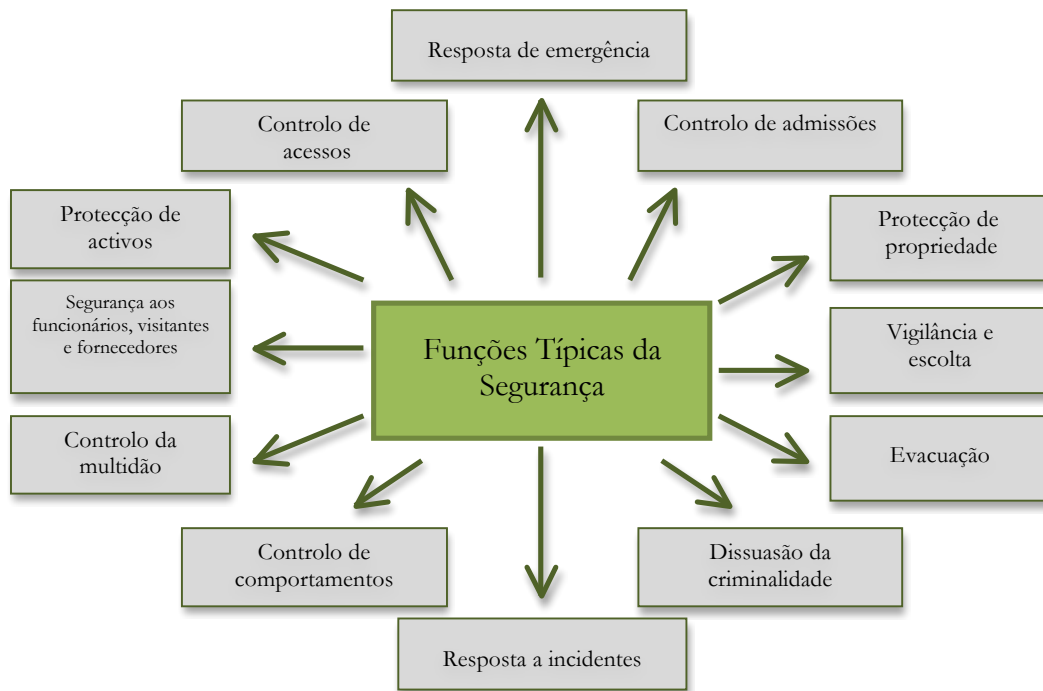 Resposta de emergência
Controlo de
acessos
Controlo de admissões
Protecção de
activos
Protecção de
propriedade
Segurança aos
funcionários, visitantes
e fornecedores
Funções Típicas da
Segurança
Vigilância e
escolta
Controlo da
multidão
Evacuação
Controlo de
comportamentos
Dissuasão da
criminalidade
Resposta a incidentes